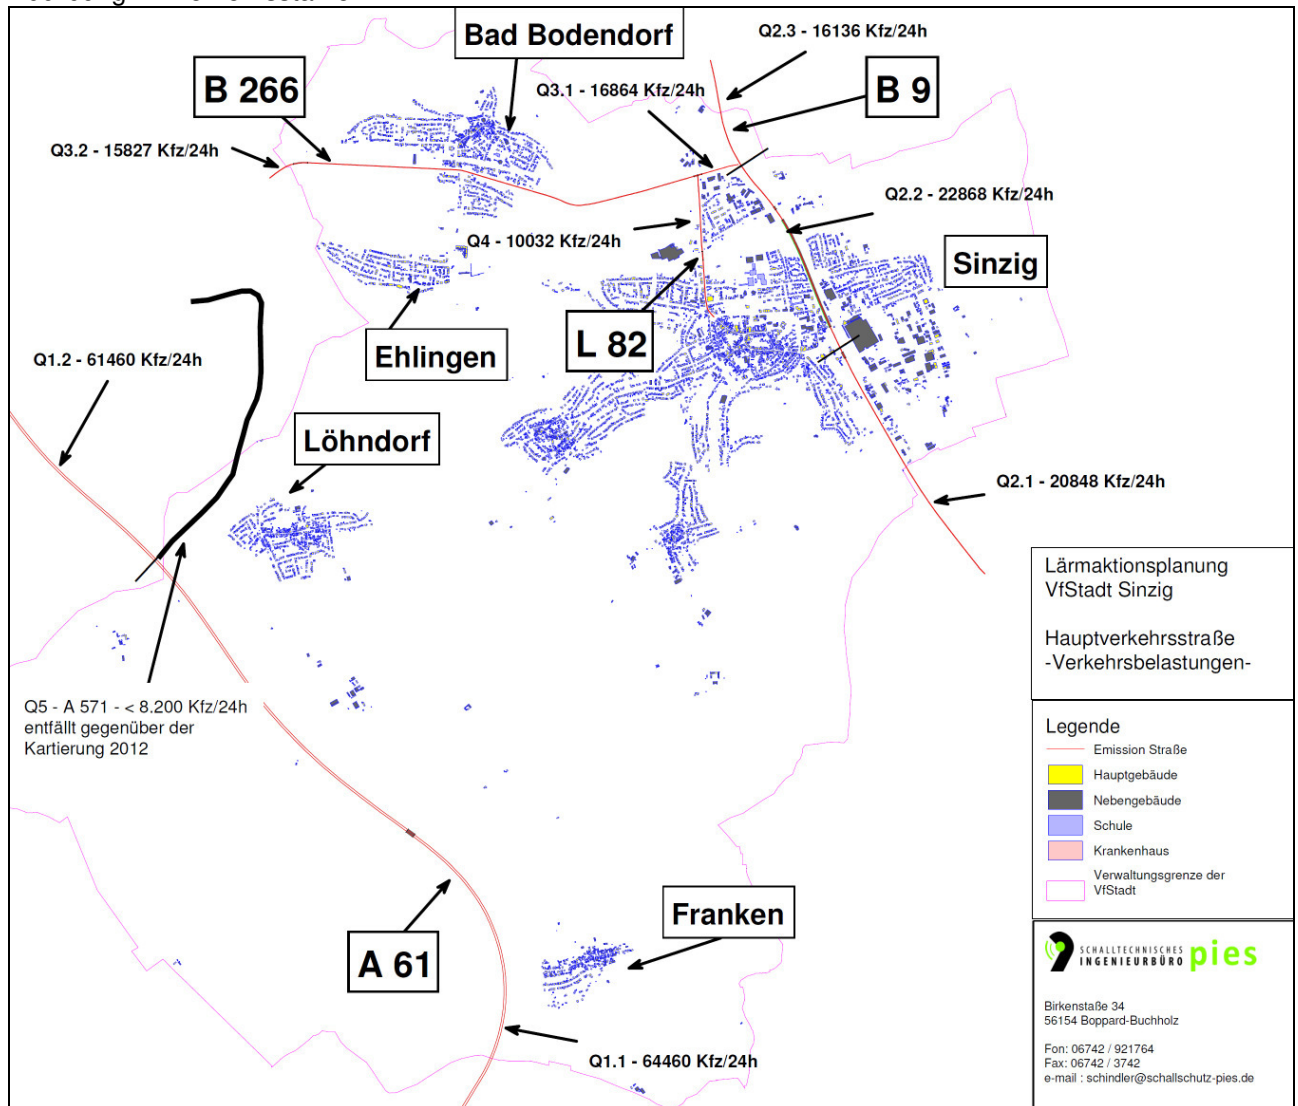 Bad Bodendorf
Q2.3 - 16136 Kfz/24h
B 266
Q3.1 - 16864 Kfz/24h
B 9
Q3.2 - 15827 Kfz/24h
Q2.2 - 22868 Kfz/24h
Q4 - 10032 Kfz/24h
Sinzig
L 82
Ehlingen
Q1.2 - 61460 Kfz/24h
Löhndorf
Q2.1 - 20848 Kfz/24h
Q5 - A 571 - < 8.200 Kfz/24h
entfällt gegenüber der
Kartierung 2012
Franken
A 61
Q1.1 - 64460 Kfz/24h
Lärmaktionsplanung
VfStadt Sinzig
Hauptverkehrsstraße
-Verkehrsbelastungen-
Legende
Emission Straße
Hauptgebäude
Nebengebäude
Schule
Krankenhaus
Verwaltungsgrenze der
VfStadt
SCHALLTECHNISCHES
INGENIEURBÜRO pies
Birkenstaße 34
56154 Boppard-Buchholz
Fon: 06742 / 921764
Fax: 06742 / 3742
e-mail : schindler@schallschutz-pies.de